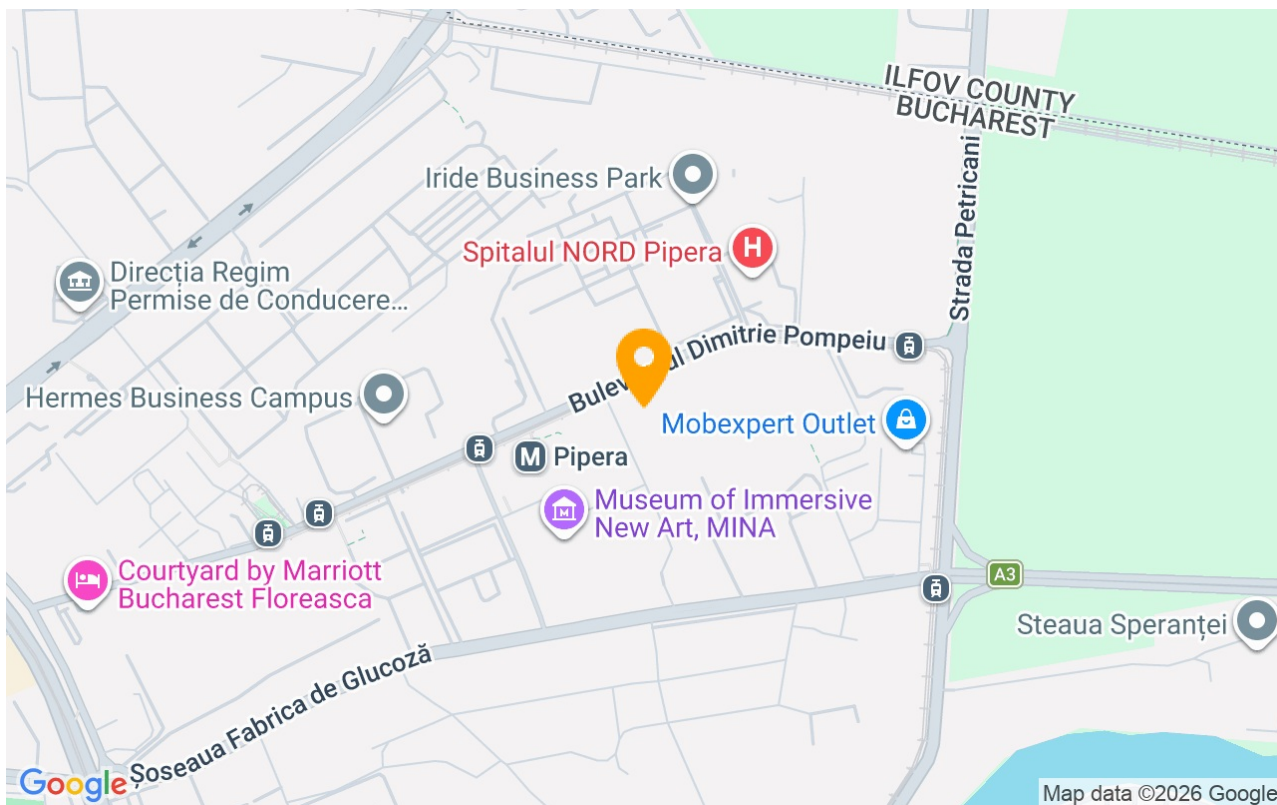 ILFOV COUNTY
BUCHAREST
Strada Petricani
Iride Business Park
Spitalul NORD Pipera
H
Direcția Regim
Permise de Conducere...
Bulev
ul Dimitrie Pompeiu
Hermes Business Campus
Mobexpert Outlet
M Pipera
Museum of Immersive
New Art, MINA
M
Courtyard by Marriott
Bucharest Floreasca
A3
Steaua Speranței
Șoseaua Fabrica de Glucoză
Google
Map data ©2026 Google